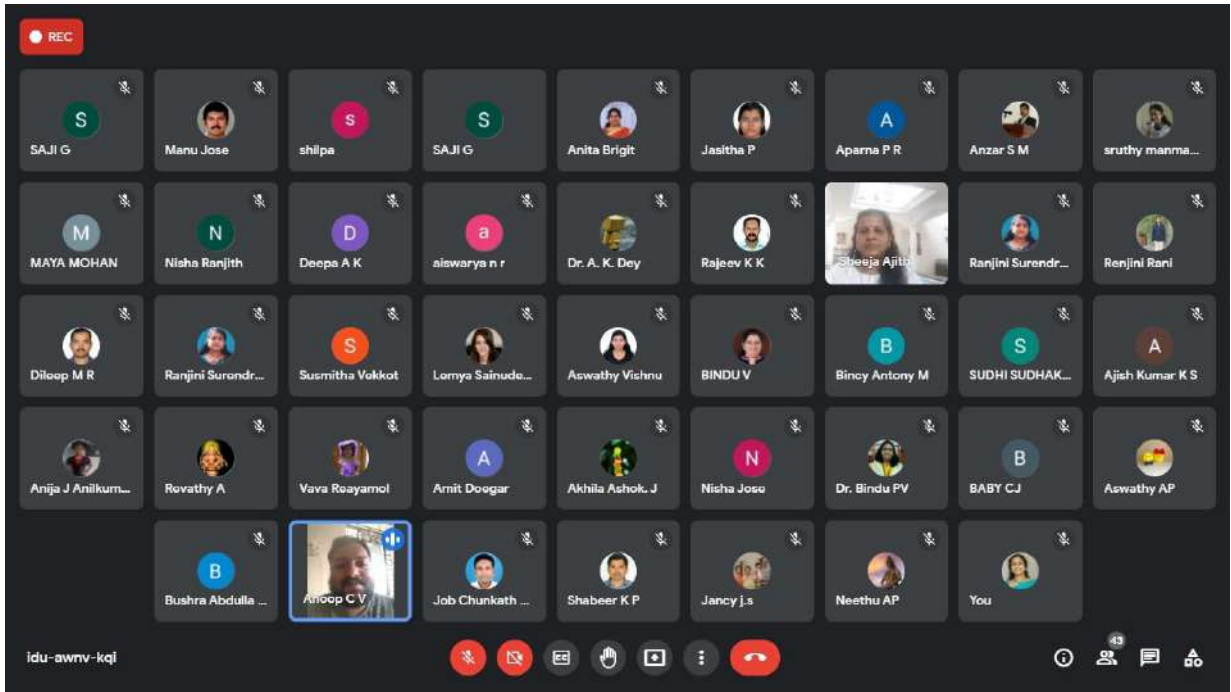 REC
S
SAJI G
Manu Jose
s
shilpa
S
SAJI G
Anita Brigit
Jasitha P
A
Aparna P R
Anzar S M
sruthy manma...
M
MAYA MOHAN
N
Nisha Ranjith
D
Deepa A K
a
aiswarya n r
Dr. A. K. Dey
Rajeev K K
Sheeja Ajith
Ranjini Surendr...
Renjini Rani
Dileep M R
Ranjini Surendr...
S
Susmitha Vekkot
Lemya Sainude...
Aswathy Vishnu
BINDU V
B
Bincy Antony M
S
SUDHI SUDHAK...
A
Ajish Kumar K S
Anija J Anilkum...
Revathy A
Vava Reayamol
A
Amit Doegar
Akhila Ashok. J
N
Nisha Jose
Dr. Bindu PV
B
BABY CJ
Aswathy AP
B
Bushra Abdulla ...
Anoop C V
Job Chunkath ...
Shabeer K P
Jancy j.s
Neethu AP
You
idu-awnv-kqi
CC
43